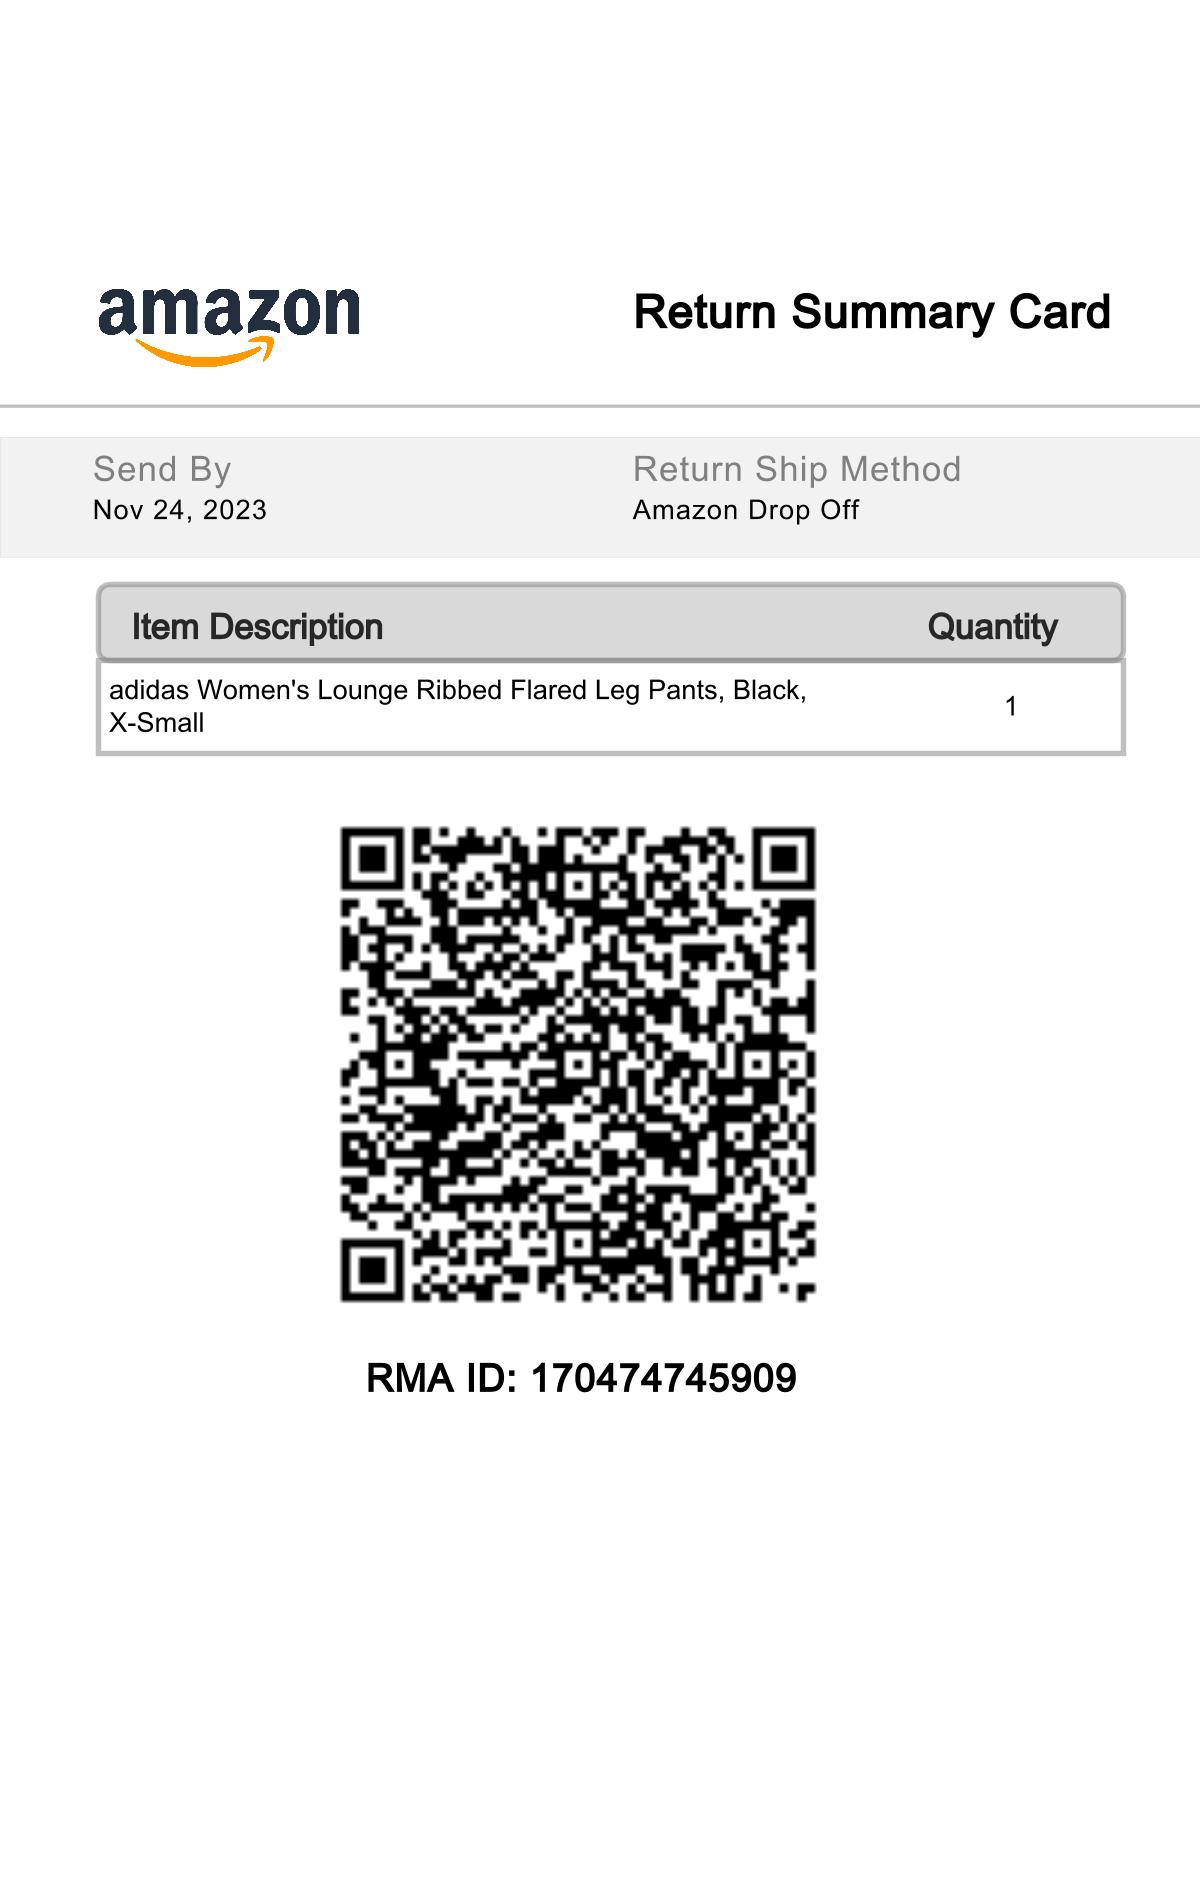 amazon
Return Summary Card
Send By
Nov 24, 2023
Return Ship Method
Amazon Drop Off
Item Description
Quantity
adidas Women's Lounge Ribbed Flared Leg Pants, Black,
X-Small
1
RMA ID: 170474745909